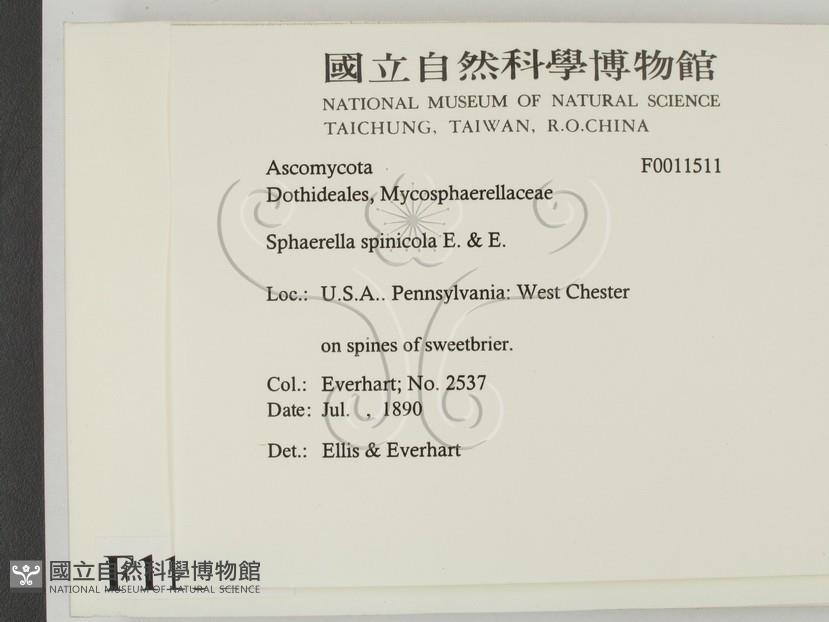 國立自然科學博物館
NATIONAL MUSEUM OF NATURAL SCIENCE
TAICHUNG, TAIWAN, R.O.CHINA
Ascomycota F0011511
Dothideales, Mycosphaerellaceae
Sphaerella spinicola E. & E.
Loc.: U.S.A.. Pennsylvania: West Chester
on spines of sweetbrier.
Col.: Everhart; No. 2537
Date: Jul. , 1890
Det.: Ellis & Everhart
F11
國立自然科學博物館
NATIONAL MUSEUM OF NATURAL SCIENCE